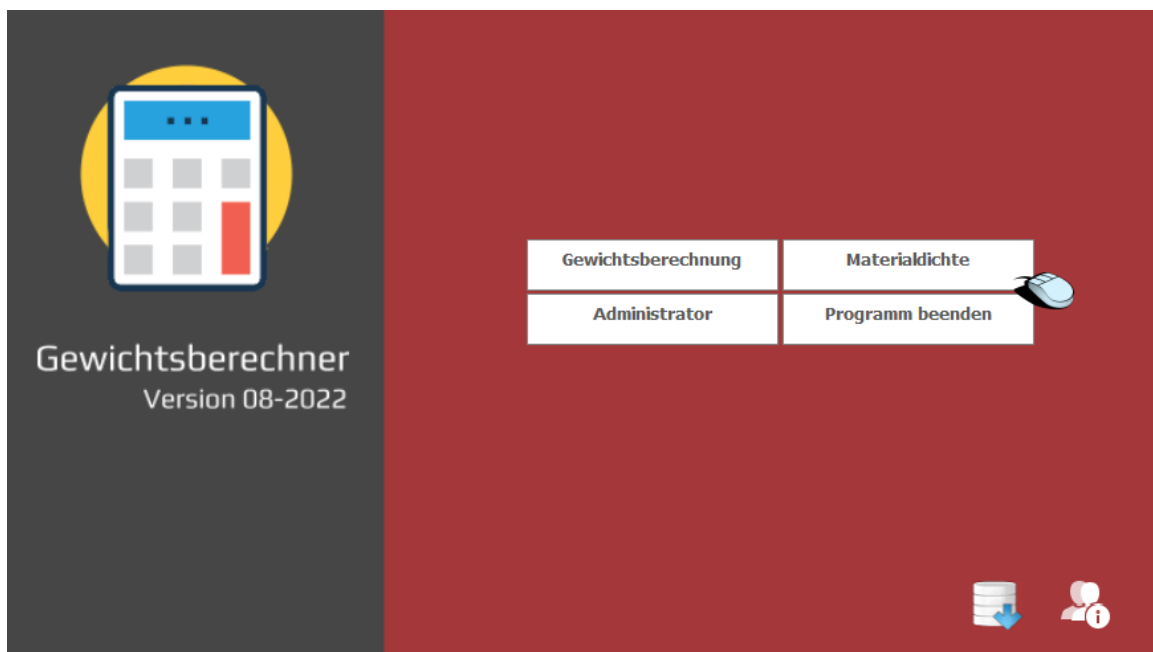 Gewichtsberechner
Version 08-2022
Gewichtsberechnung
Materialdichte
Administrator
Programm beenden